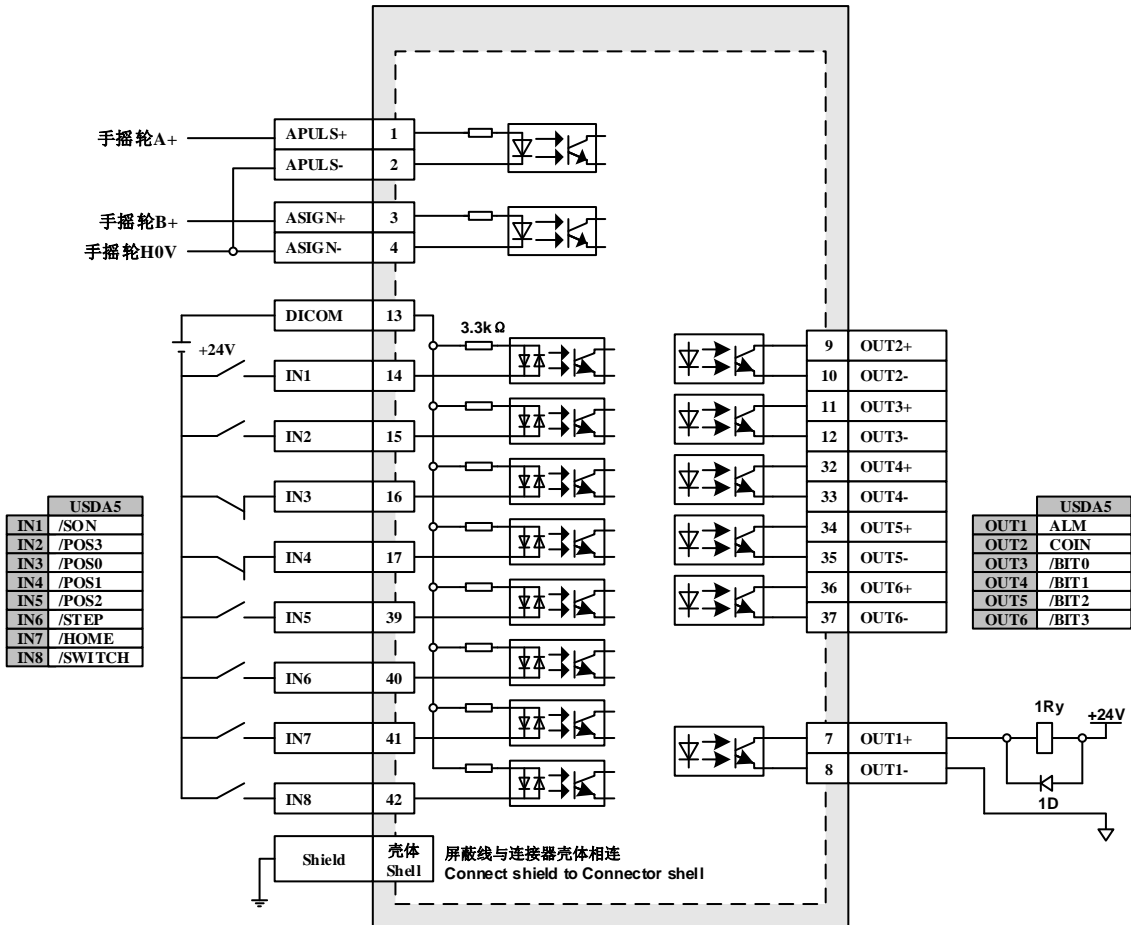 手摇轮A+ APULS+ 1
APULS- 2
手摇轮B+ ASIGN+ 3
手摇轮H0V ASIGN- 4
DICOM 13
3.3kΩ
+24V
IN1 14
IN2 15
IN3 16
IN4 17
IN5 39
IN6 40
IN7 41
IN8 42
Shield 壳体
Shell
屏蔽线与连接器壳体相连
Connect shield to Connector shell
USDA5
IN1 /SON
IN2 /POS3
IN3 /POS0
IN4 /POS1
IN5 /POS2
IN6 /STEP
IN7 /HOME
IN8 /SWITCH
9 OUT2+
10 OUT2-
11 OUT3+
12 OUT3-
32 OUT4+
33 OUT4-
34 OUT5+
35 OUT5-
36 OUT6+
37 OUT6-
7 OUT1+
8 OUT1-
1Ry
+24V
1D
USDA5
OUT1 ALM
OUT2 COIN
OUT3 /BIT0
OUT4 /BIT1
OUT5 /BIT2
OUT6 /BIT3